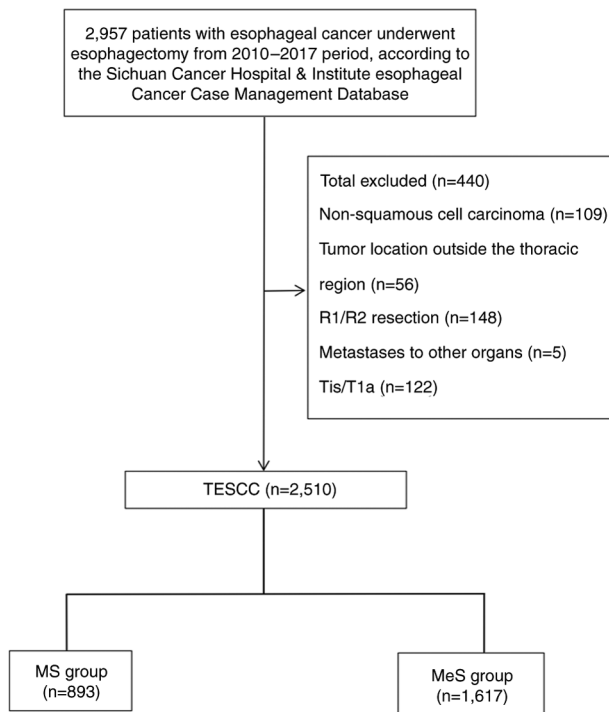 2,957 patients with esophageal cancer underwent
esophagectomy from 2010–2017 period, according to
the Sichuan Cancer Hospital & Institute esophageal
Cancer Case Management Database
Total excluded (n=440)
Non-squamous cell carcinoma (n=109)
Tumor location outside the thoracic
region (n=56)
R1/R2 resection (n=148)
Metastases to other organs (n=5)
Tis/T1a (n=122)
TESCC (n=2,510)
MS group
(n=893)
MeS group
(n=1,617)